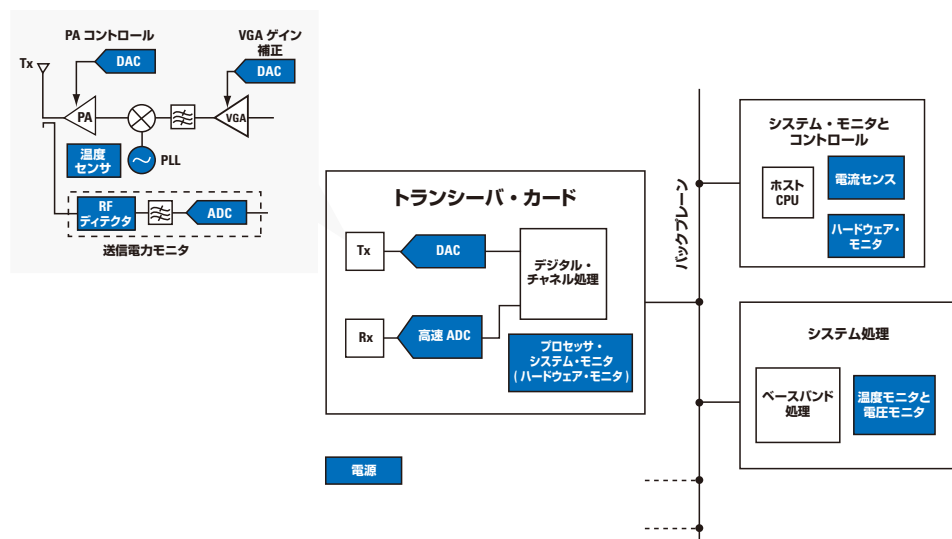 PA コントロール
VGA ゲイン
補正
Tx
DAC
DAC
PA
VGA
温度
センサ
PLL
RF
ディテクタ
ADC
送信電力モニタ
トランシーバ・カード
Tx
DAC
デジタル・
チャネル処理
Rx
高速 ADC
プロセッサ・
システム・モニタ
( ハードウェア・モニタ )
電源
バックプレーン
システム・モニタと
コントロール
ホスト
CPU
電流センス
ハードウェア・
モニタ
システム処理
ベースバンド
処理
温度モニタと
電圧モニタ